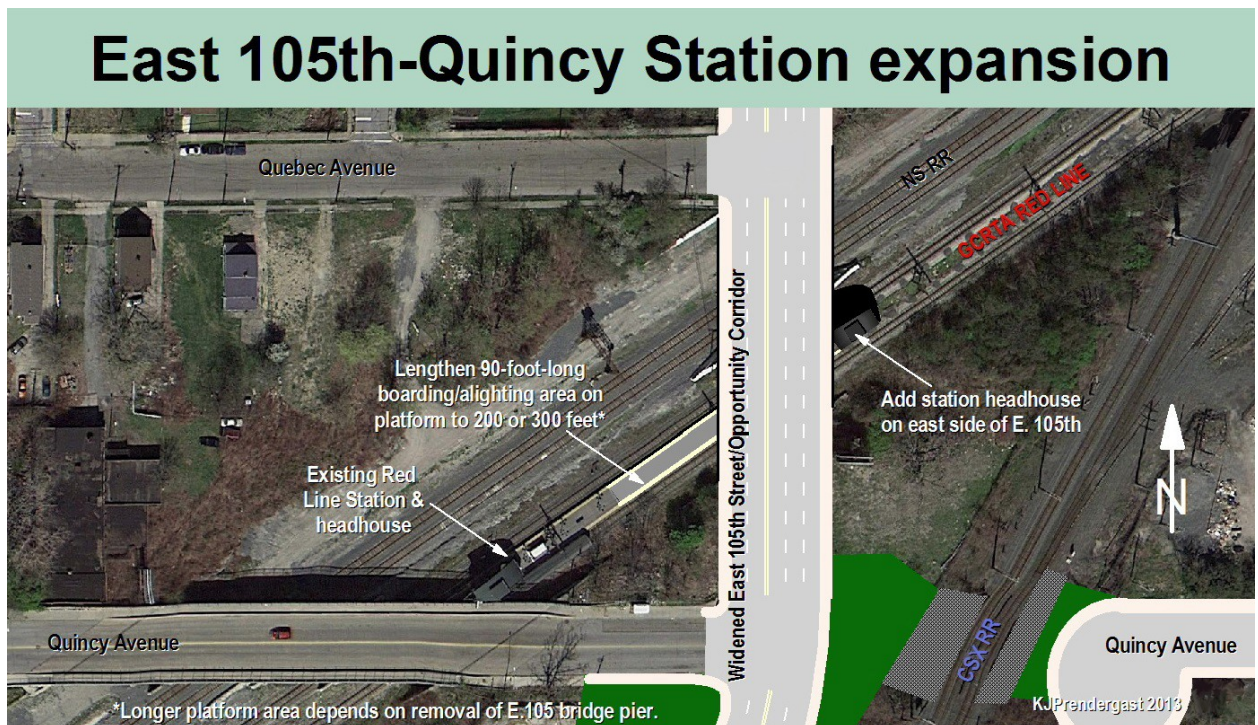 East 105th-Quincy Station expansion
Quebec Avenue
NS RR
GCRTA RED LINE
Widened East 105th Street/Opportunity Corridor
Lengthen 90-foot-long
boarding/alighting area on
platform to 200 or 300 feet*
Add station headhouse
on east side of E. 105th
Existing Red
Line Station &
headhouse
N
Quincy Avenue
CSX RR
Quincy Avenue
KJPrendergast 2013
*Longer platform area depends on removal of E.105 bridge pier.